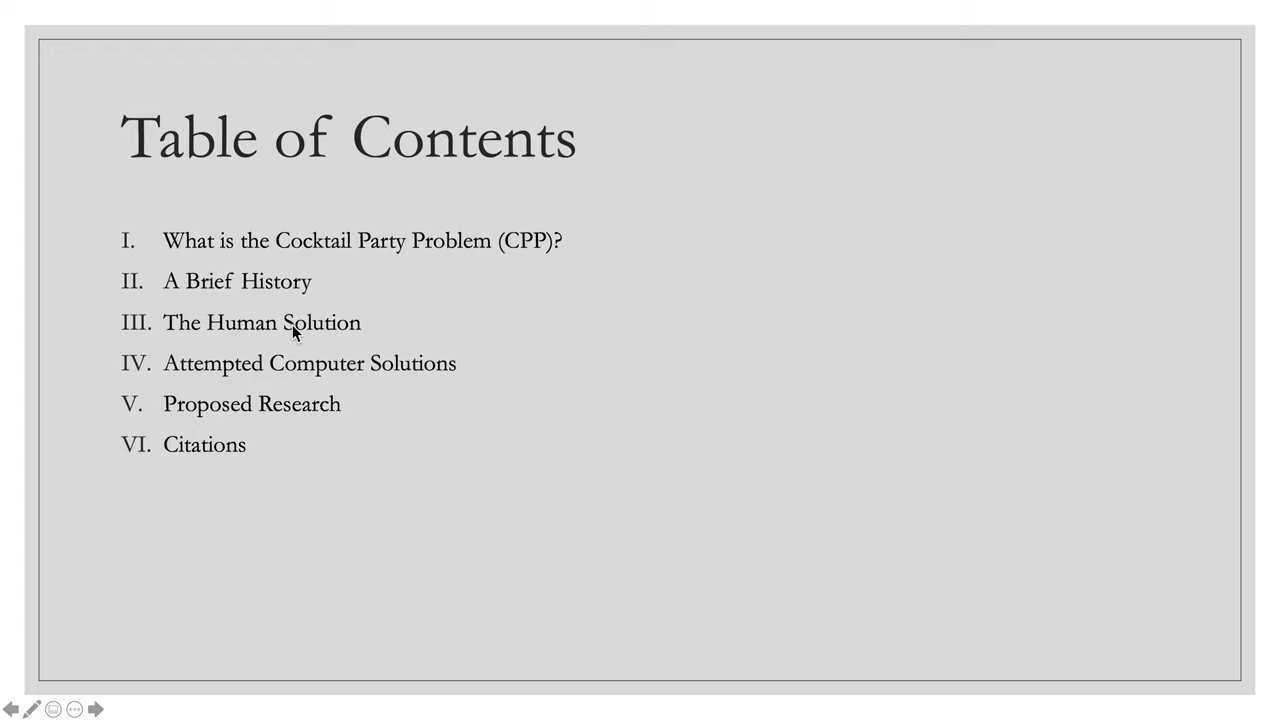 Table of Contents
I. What is the Cocktail Party Problem (CPP)?
II. A Brief History
III. The Human Solution
IV. Attempted Computer Solutions
V. Proposed Research
VI. Citations